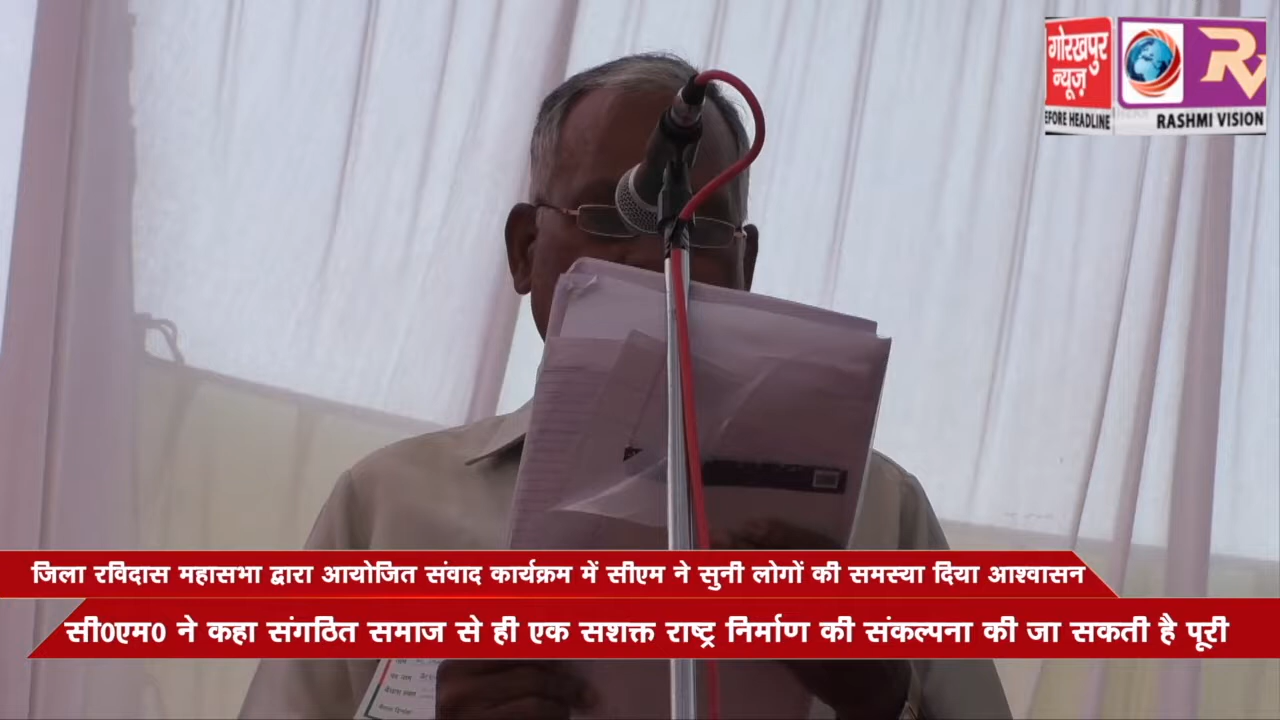 गोरखपुर
न्यूज़
EFORE HEADLINE
RV
RASHMI VISION
जिला रविदास महासभा द्वारा आयोजित संवाद कार्यक्रम में सीएम ने सुनी लोगों की समस्या दिया आश्वासन
सी0एम0 ने कहा संगठित समाज से ही एक सशक्त राष्ट्र निर्माण की संकल्पना की जा सकती है पूरी